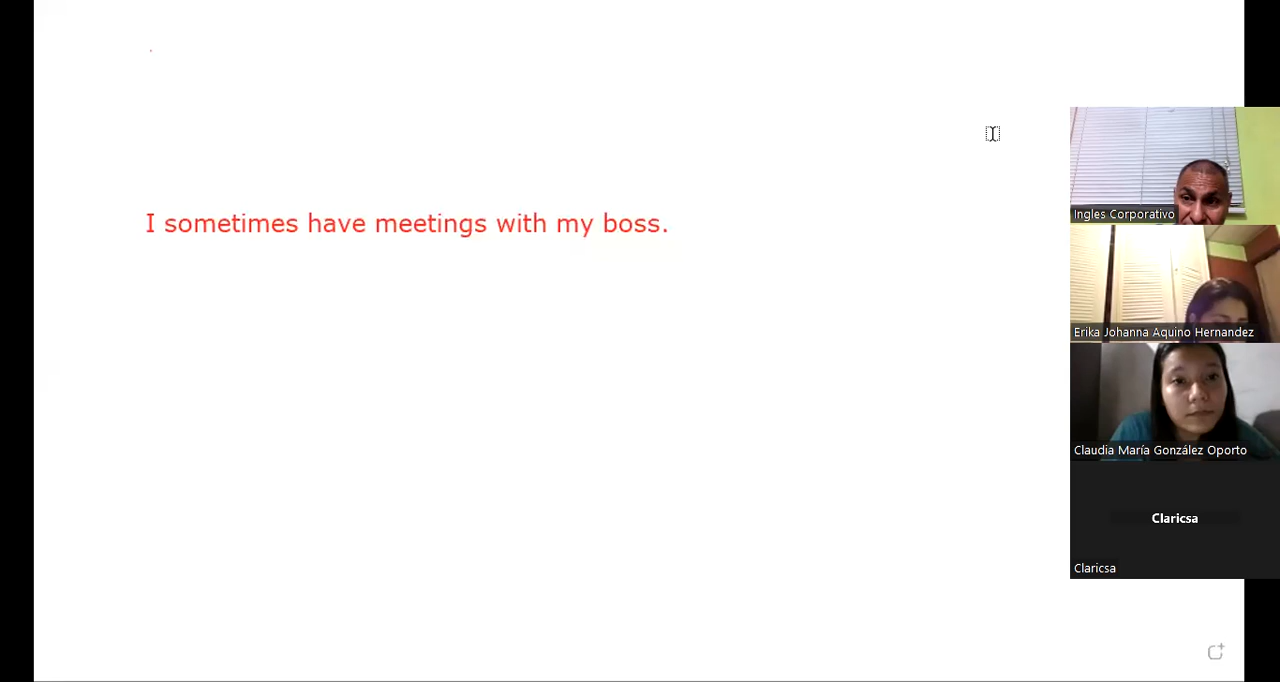 I sometimes have meetings with my boss.
Ingles Corporativo
Erika Johanna Aquino Hernandez
Claudia María González Oporto
Claricsa
Claricsa